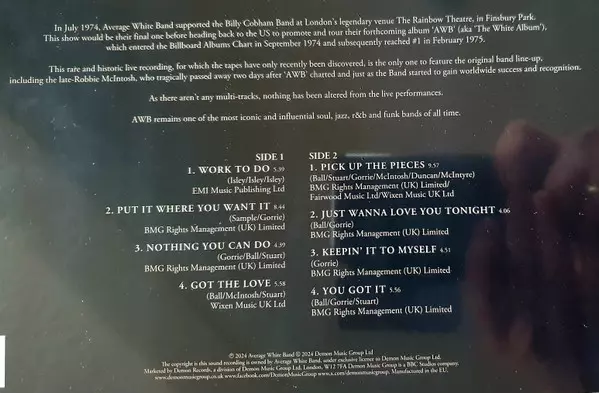 In July 1974, Average White Band supported the Billy Cobham Band at London's legendary venue The Rainbow Theatre, in Finsbury Park.
This show would be their final one before heading back to the US to promote and tour their forthcoming album 'AWB' (aka 'The White Album'),
which entered the Billboard Albums Chart in September 1974 and subsequently reached #1 in February 1975.
This rare and historic live recording, for which the tapes have only recently been discovered, is the only one to feature the original band line-up,
including the late-Robbie McIntosh, who tragically passed away two days after 'AWB' charted and just as the Band started to gain worldwide success and recognition.
As there aren't any multi-tracks, nothing has been altered from the live performances.
AWB remains one of the most iconic and influential soul, jazz, r&b and funk bands of all time.
SIDE 1
1. WORK TO DO 5.39
(Isley/Isley/Isley)
EMI Music Publishing Ltd
2. PUT IT WHERE YOU WANT IT 8.44
(Sample/Gorrie)
BMG Rights Management (UK) Limited
3. NOTHING YOU CAN DO 4.39
(Gorrie/Ball/Stuart)
BMG Rights Management (UK) Limited
4. GOT THE LOVE 5.58
(Ball/McIntosh/Stuart)
Wixen Music UK Ltd
SIDE 2
1. PICK UP THE PIECES 9.57
(Ball/Stuart/Gorrie/McIntosh/Duncan/McIntyre)
BMG Rights Management (UK) Limited/
Fairwood Music Ltd/Wixen Music UK Ltd
2. JUST WANNA LOVE YOU TONIGHT 4.06
(Ball/Gorrie)
BMG Rights Management (UK) Limited
3. KEEPIN' IT TO MYSELF 4.51
(Gorrie)
BMG Rights Management (UK) Limited
4. YOU GOT IT 5.56
(Ball/Gorrie/Stuart)
BMG Rights Management (UK) Limited
℗ 2024 Average White Band © 2024 Demon Music Group Ltd
The copyright in this sound recording is owned by Average White Band, under exclusive licence to Demon Music Group Ltd.
Marketed by Demon Records, a division of Demon Music Group Ltd. London, W12 7FA Demon Music Group is a BBC Studios company.
www.demonmusicgroup.co.uk www.facebook.com/DemonMusicGroup www.x.com/demonmusicgroup. Manufactured in the EU.